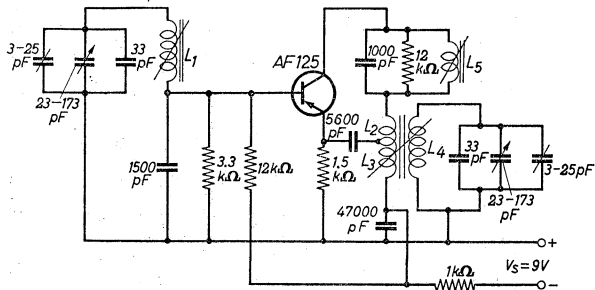 3-25
pF
23-173
pF
33
pF
L1
AF125
1000
pF
12
kΩ
L5
5600
pF
L2
L3
L4
33
pF
23-173
pF
3-25pF
1500
pF
3.3
kΩ
12kΩ
1.5
kΩ
47000
pF
+
VS=9V
1kΩ
−